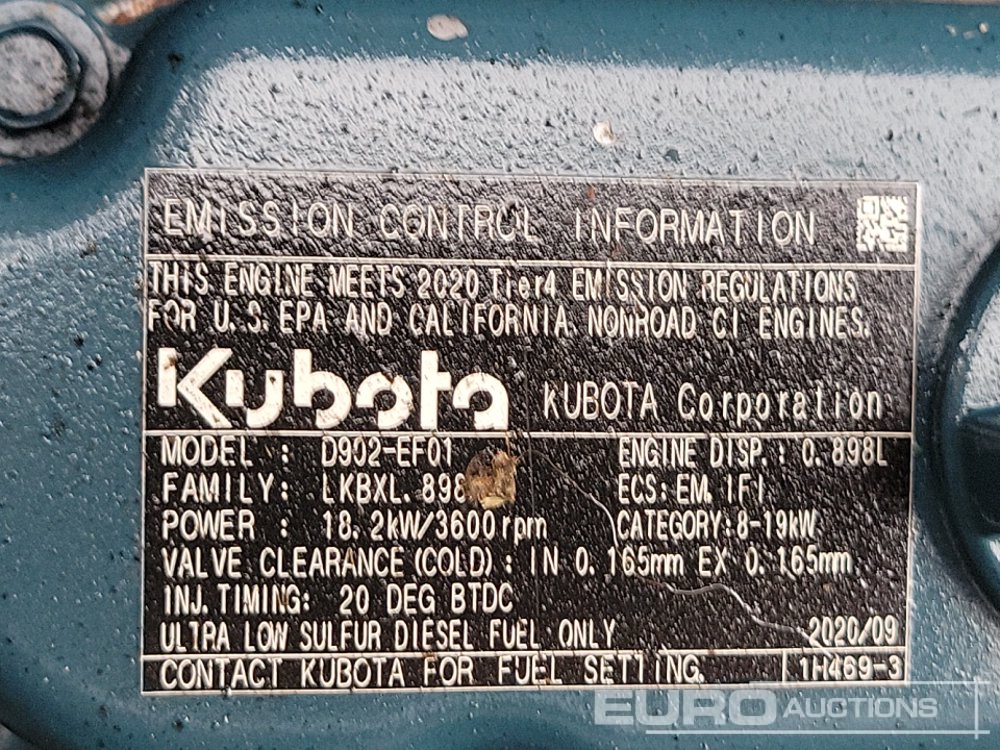 EMISSION CONTROL INFORMATION
THIS ENGINE MEETS 2020 Tier4 EMISSION REGULATIONS
FOR U.S. EPA AND CALIFORNIA NONROAD CI ENGINES.
Kubota KUBOTA Corporation
MODEL : D902-EF01 ENGINE DISP.: 0.898L
FAMILY: ECS: EM, IFI
POWER : 18.2kW/3600rpm CATEGORY: 8-19kW
VALVE CLEARANCE (COLD) : IN 0.165mm EX 0.165mm
INJ. TIMING: 20 DEG BTDC
ULTRA LOW SULFUR DIESEL FUEL ONLY 2020/09
CONTACT KUBOTA FOR FUEL SETTING. 1H469-3
EURO AUCTIONS